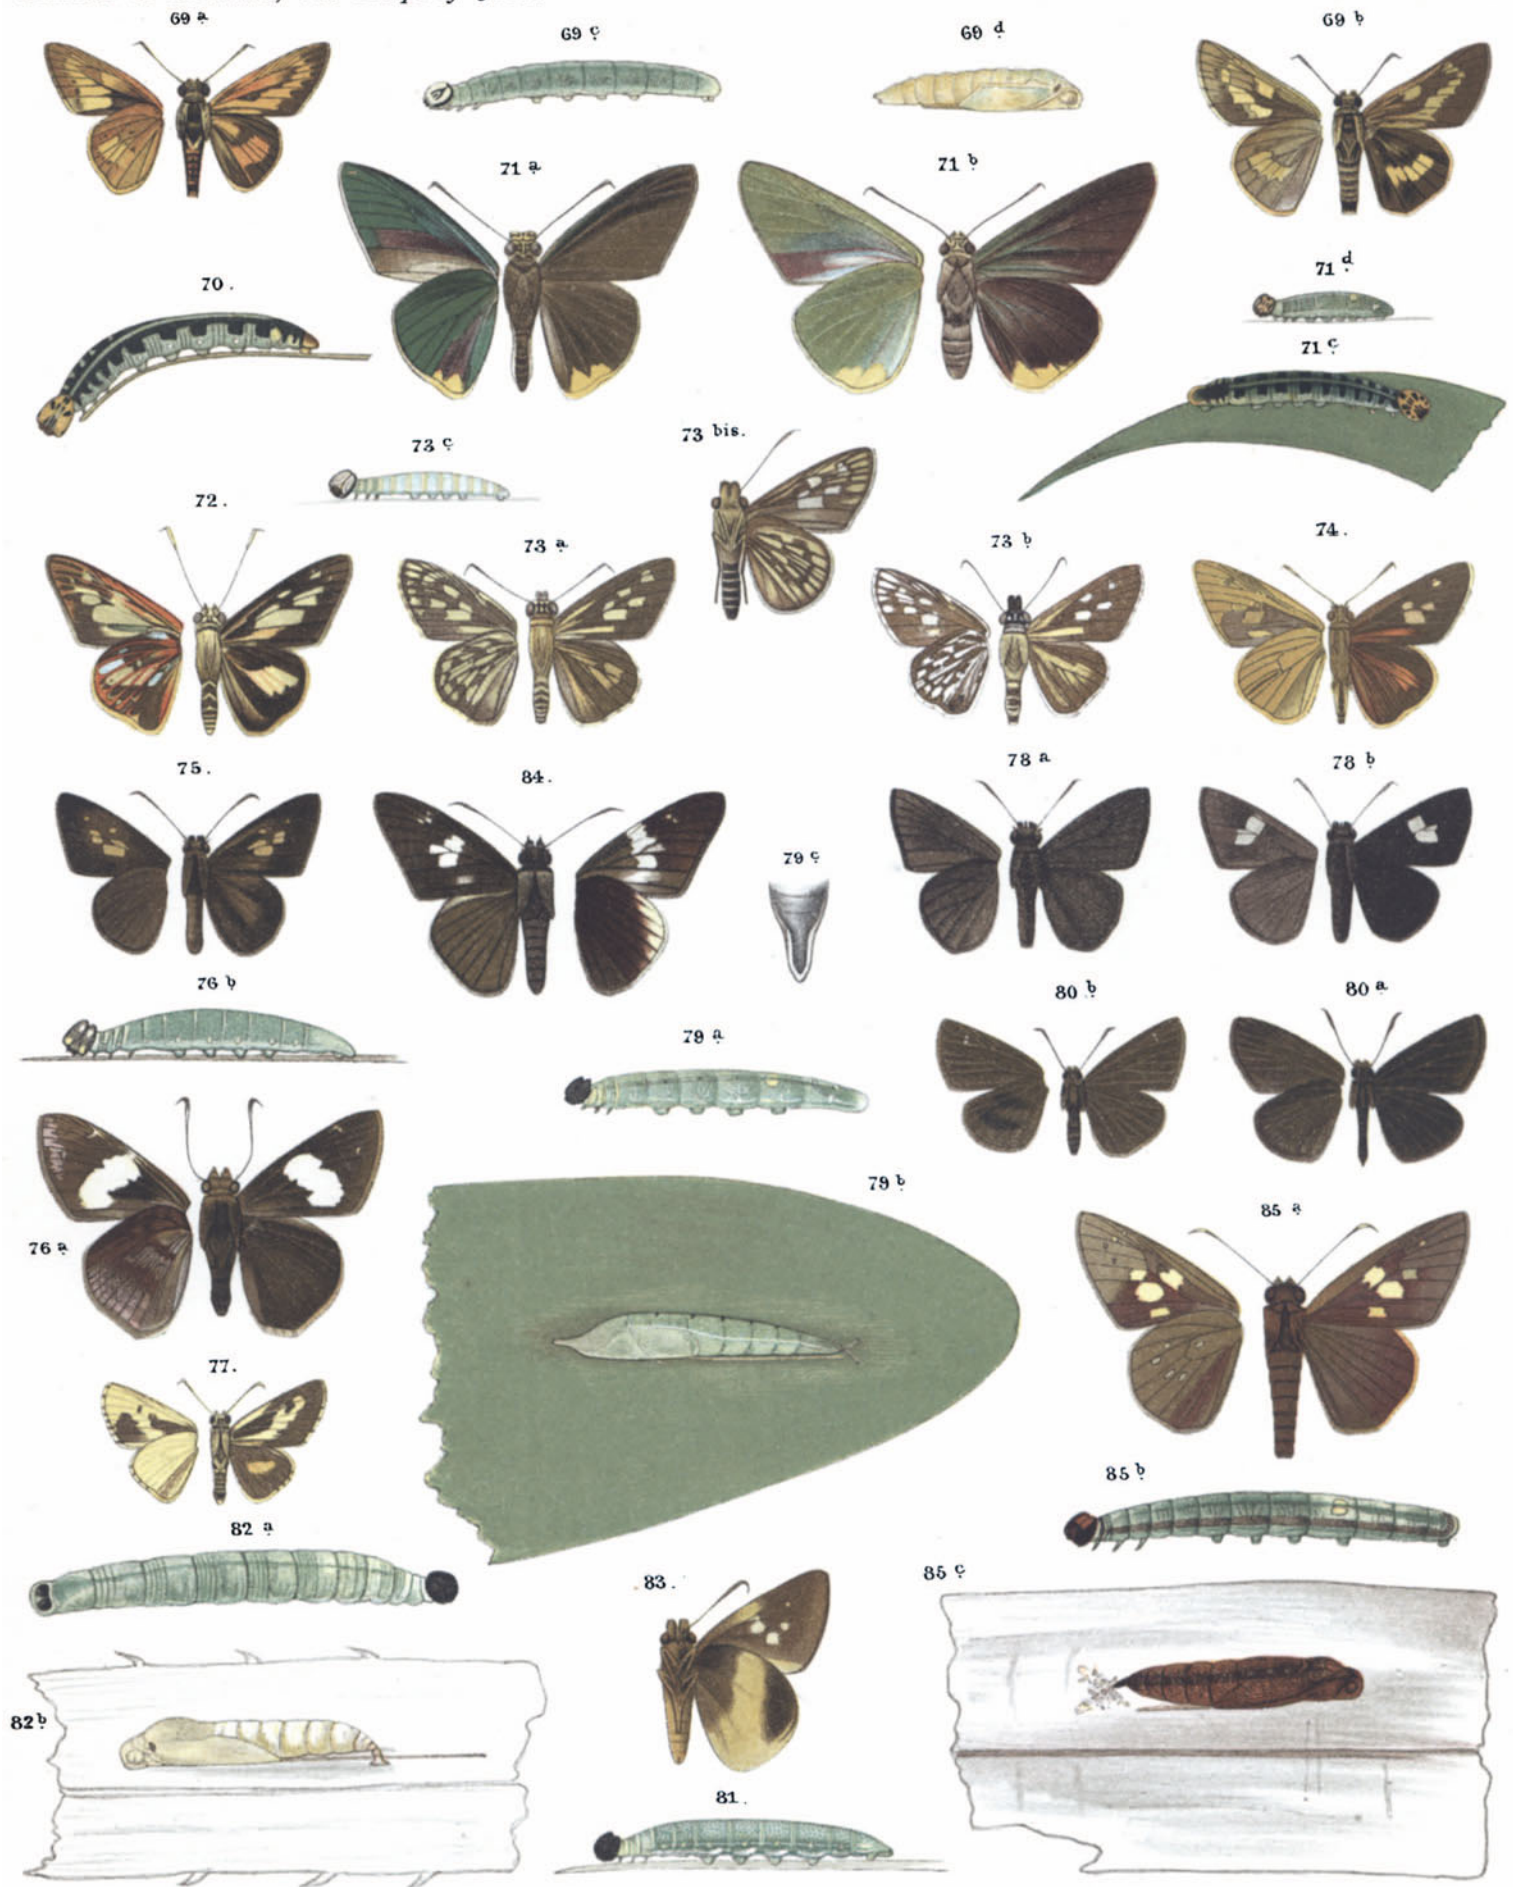 69 a
69 c
69 d
69 b
71 a
71 b
71 d
70.
71 c
73 bis.
73 c
72.
73 a
73 b
74.
75.
84.
78 a
78 b
79 c
76 b
80 b
80 a
79 a
79 b
85 a
76 a
77.
85 b
82 a
83.
85 c
82 b
81.